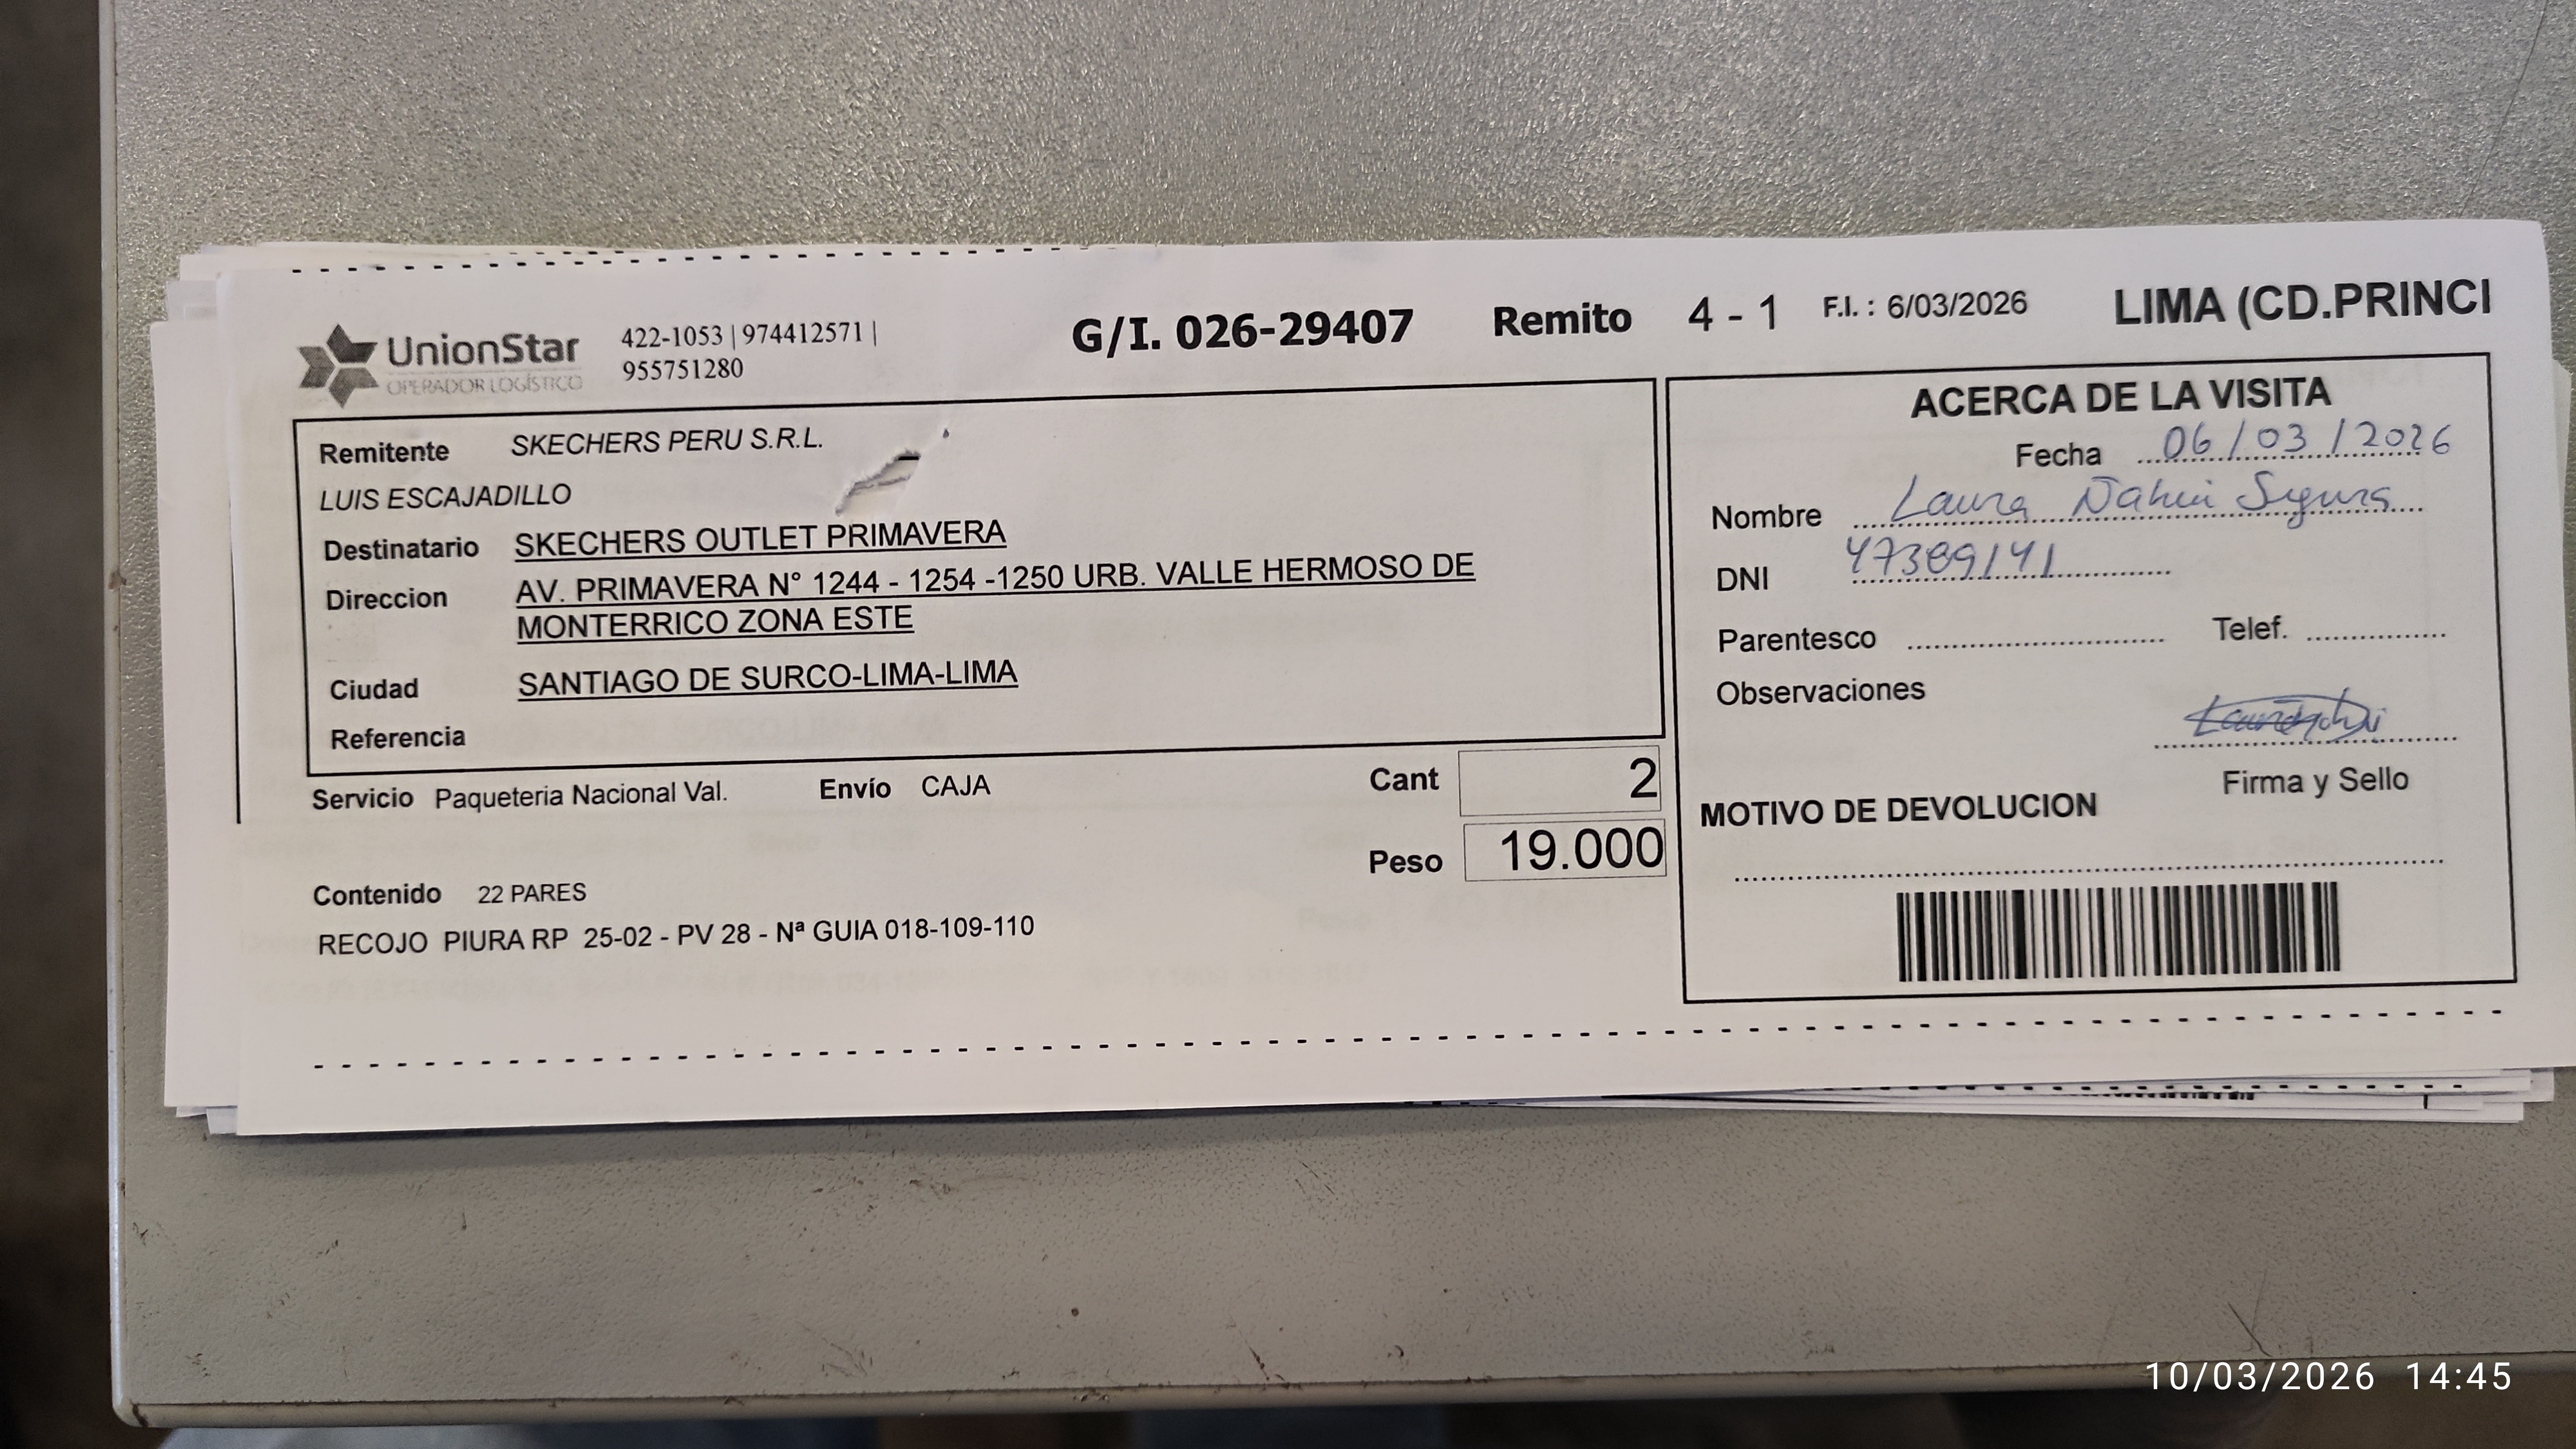 UnionStar
OPERADOR LOGÍSTICO
422-1053 | 974412571 |
955751280
G/I. 026-29407
Remito 4 - 1
F.I. : 6/03/2026
LIMA (CD.PRINCI
Remitente SKECHERS PERU S.R.L.
LUIS ESCAJADILLO
Destinatario SKECHERS OUTLET PRIMAVERA
Direccion AV. PRIMAVERA N° 1244 - 1254 -1250 URB. VALLE HERMOSO DE
MONTERRICO ZONA ESTE
Ciudad SANTIAGO DE SURCO-LIMA-LIMA
Referencia
Servicio Paqueteria Nacional Val. Envío CAJA
Cant 2
Peso 19.000
Contenido 22 PARES
RECOJO PIURA RP 25-02 - PV 28 - Nª GUIA 018-109-110
ACERCA DE LA VISITA
Fecha 06/03/2026
Nombre Laura Ñahui
DNI 47389141
Parentesco Telef.
Observaciones
Firma y Sello
MOTIVO DE DEVOLUCION
10/03/2026 14:45